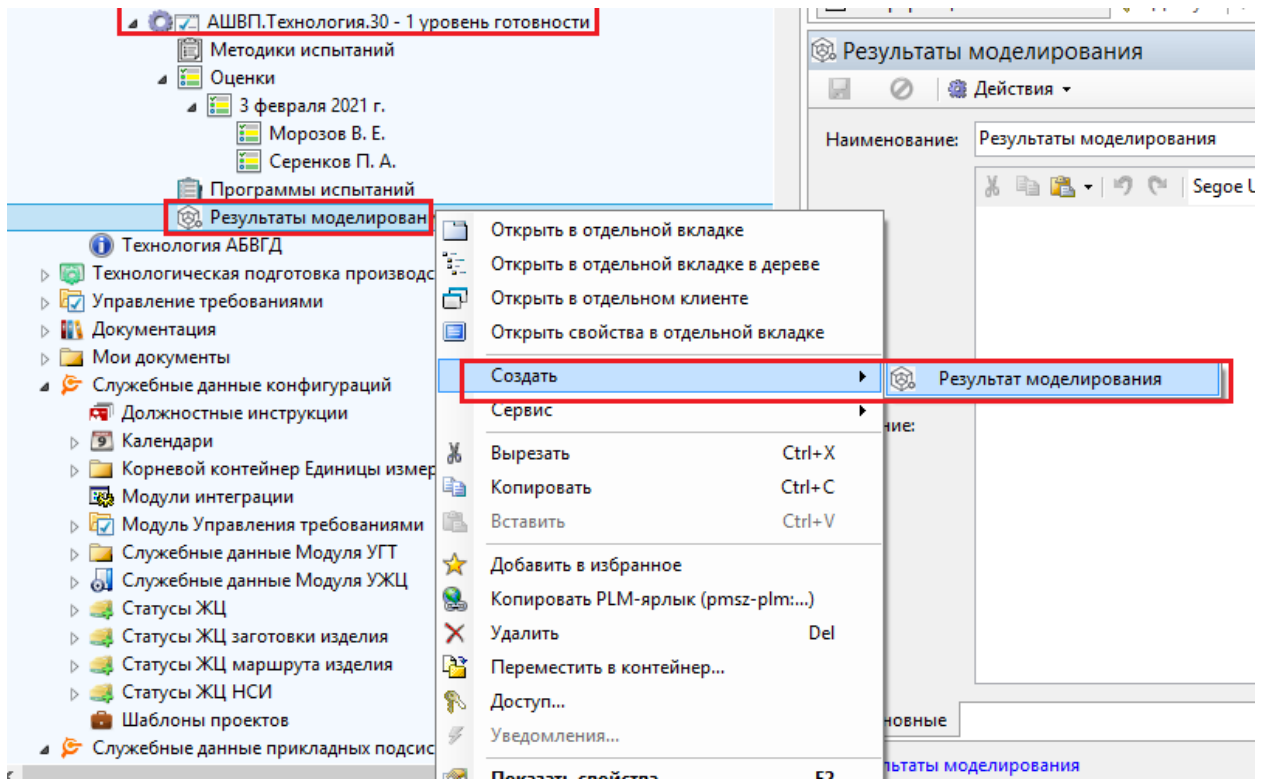 АШВП.Технология.30 - 1 уровень готовности
Методики испытаний
Оценки
3 февраля 2021 г.
Морозов В. Е.
Серенков П. А.
Программы испытаний
Результаты моделирован
Технология АБВГД
Технологическая подготовка производс
Управление требованиями
Документация
Мои документы
Служебные данные конфигураций
Должностные инструкции
Календари
Корневой контейнер Единицы измер
Модули интеграции
Модуль Управления требованиями
Служебные данные Модуля УГТ
Служебные данные Модуля УЖЦ
Статусы ЖЦ
Статусы ЖЦ заготовки изделия
Статусы ЖЦ маршрута изделия
Статусы ЖЦ НСИ
Шаблоны проектов
Служебные данные прикладных подсис
Открыть в отдельной вкладке
Открыть в отдельной вкладке в дереве
Открыть в отдельном клиенте
Открыть свойства в отдельной вкладке
Создать
Результат моделирования
Сервис
Вырезать Ctrl+X
Копировать Ctrl+C
Вставить Ctrl+V
Добавить в избранное
Копировать PLM-ярлык (pmsz-plm:...)
Удалить Del
Переместить в контейнер...
Доступ...
Уведомления...
Показать свойства F2
Результаты моделирования
Действия
Наименование: Результаты моделирования
Segoe U
ние:
новные
льтаты моделирования